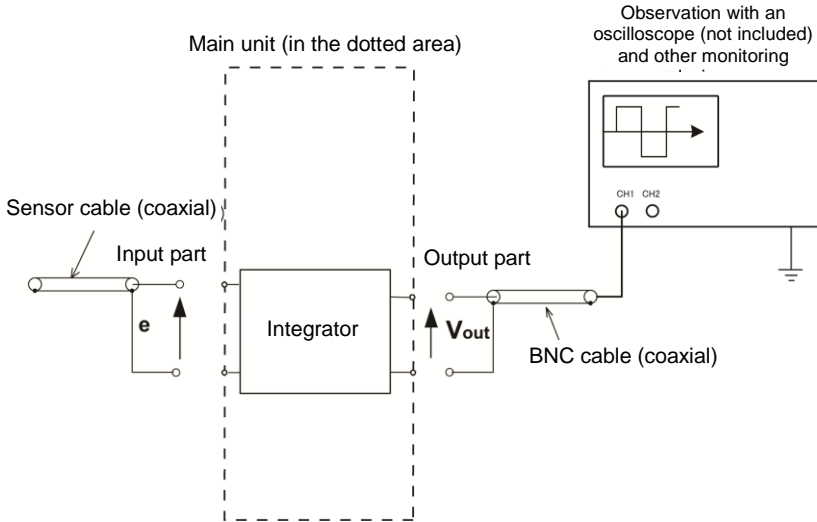 Observation with an
oscilloscope (not included)
and other monitoring
Main unit (in the dotted area)
CH1 CH2
Sensor cable (coaxial)
Input part
Output part
e
Integrator
Vout
BNC cable (coaxial)